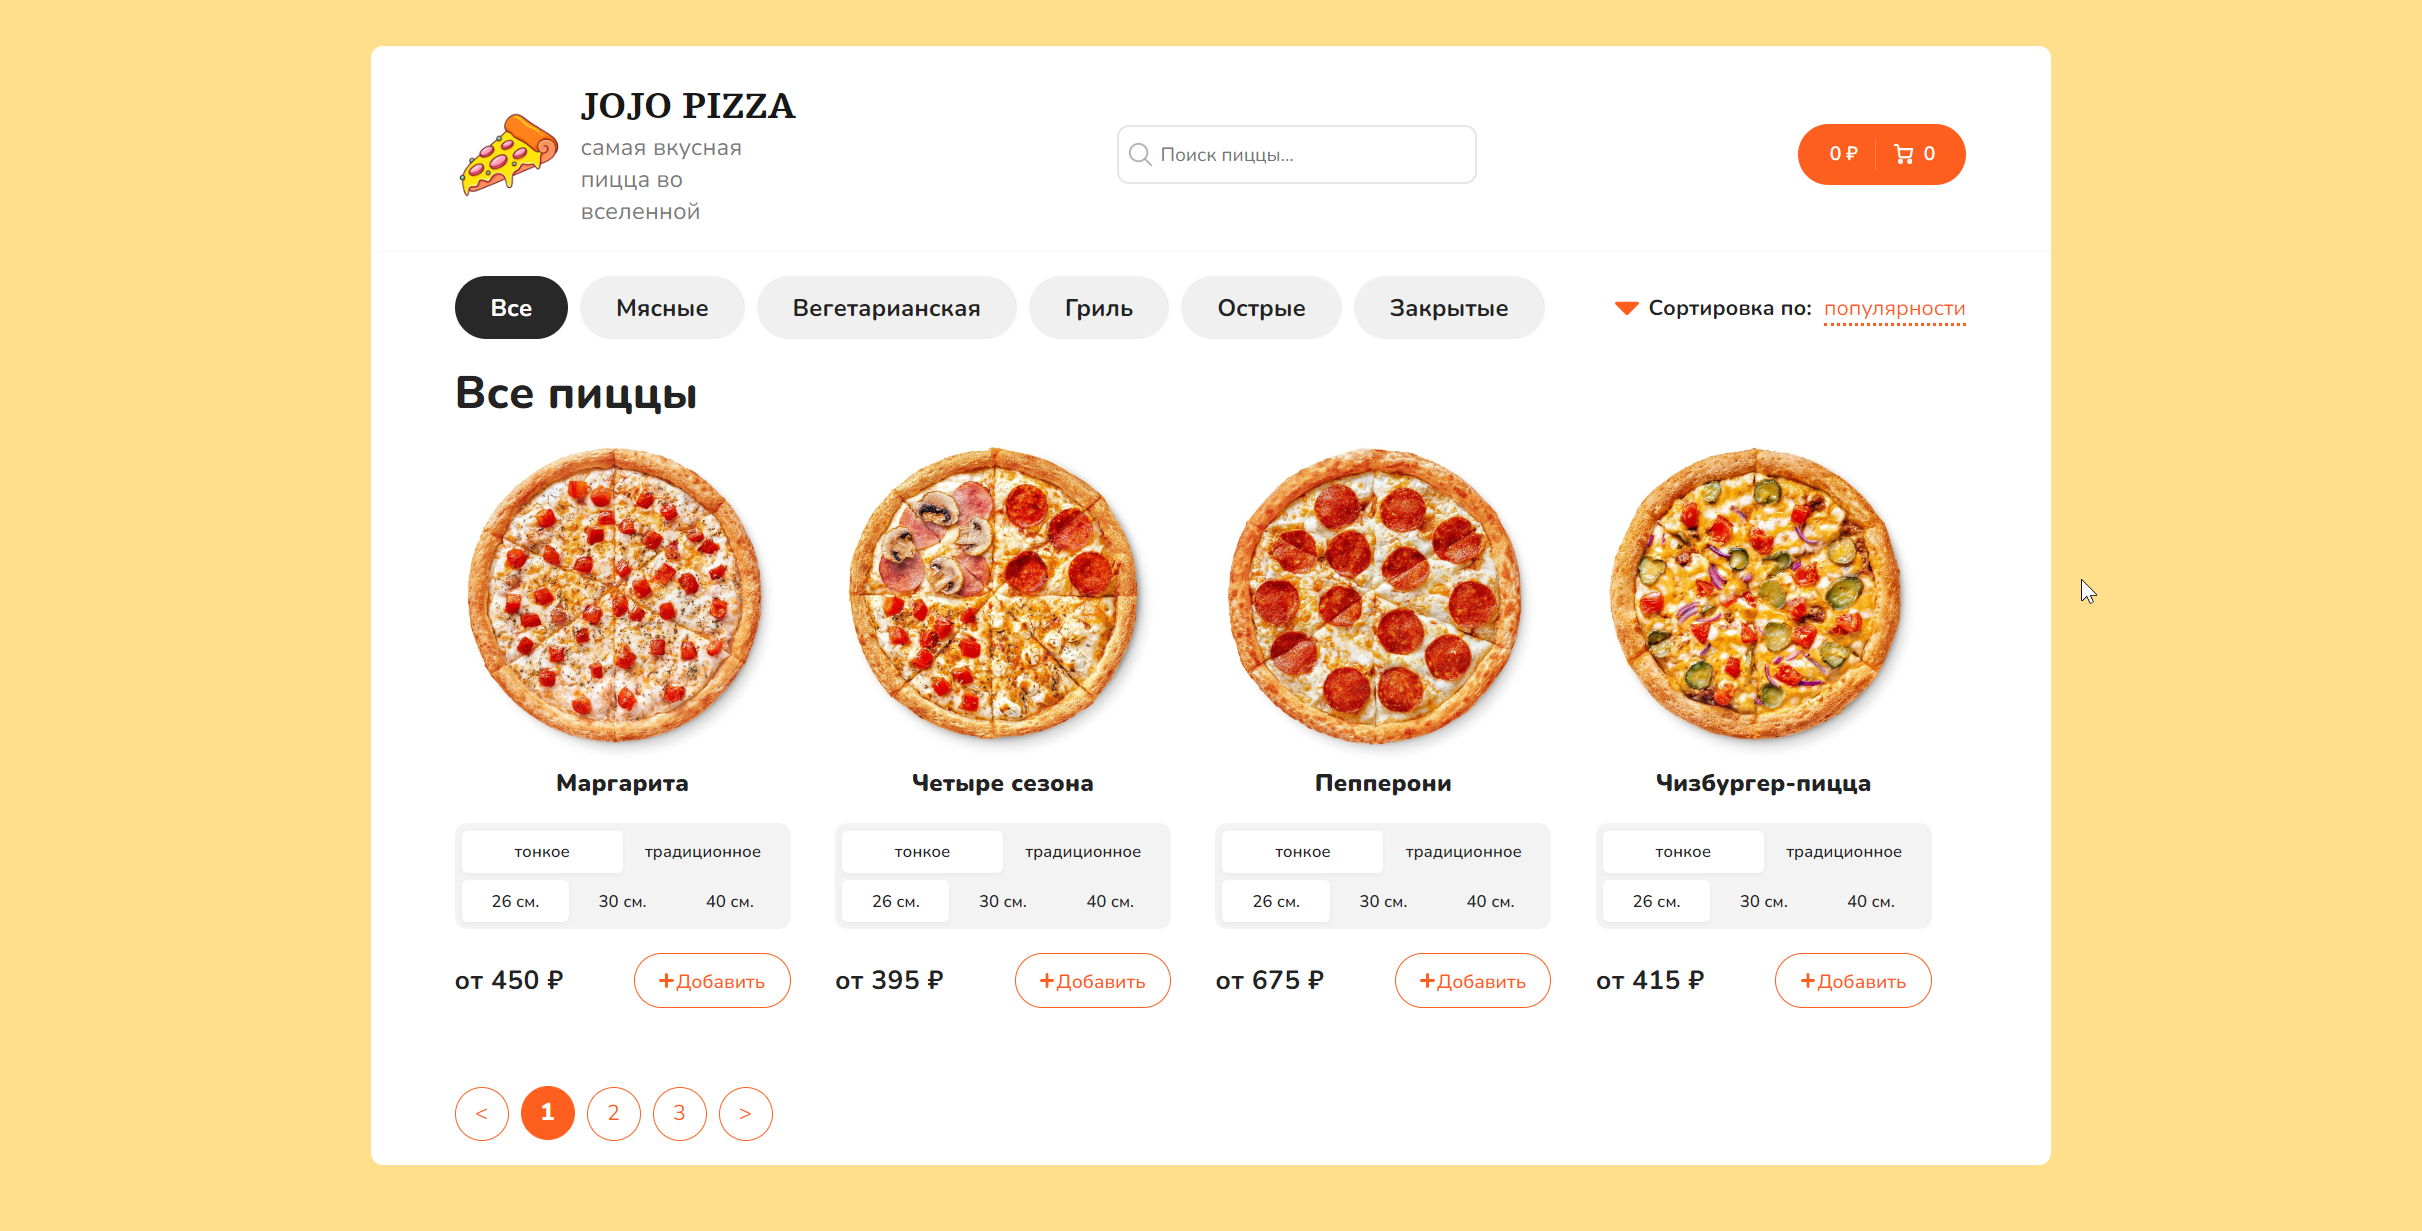 JOJO PIZZA
самая вкусная
пицца во
вселенной
Поиск пиццы...
0 ₽ 0
Все Мясные Вегетарианская Гриль Острые Закрытые Сортировка по: популярности
Все пиццы
Маргарита Четыре сезона Пепперони Чизбургер-пицца
тонкое традиционное тонкое традиционное тонкое традиционное тонкое традиционное
26 см. 30 см. 40 см. 26 см. 30 см. 40 см. 26 см. 30 см. 40 см. 26 см. 30 см. 40 см.
от 450 ₽ +Добавить от 395 ₽ +Добавить от 675 ₽ +Добавить от 415 ₽ +Добавить
< 1 2 3 >